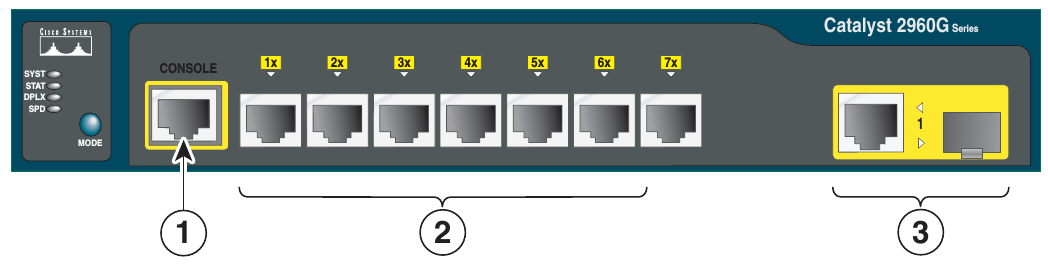 CISCO SYSTEMS
Catalyst 2960G Series
SYST
STAT
DPLX
SPD
MODE
CONSOLE
1x 2x 3x 4x 5x 6x 7x
1
1 2 3